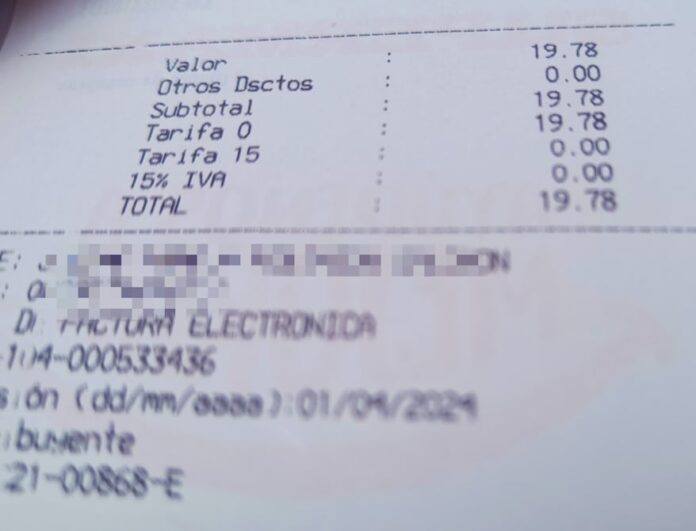 Valor : 19.78
Otros Dsctos : 0.00
Subtotal : 19.78
Tarifa 0 : 19.78
Tarifa 15 : 0.00
15% IVA : 0.00
TOTAL : 19.78
E:
:
FACTURA ELECTRONICA
104-000533436
sión (dd/mm/aaaa):01/04/2024
ibuyente
21-00868-E